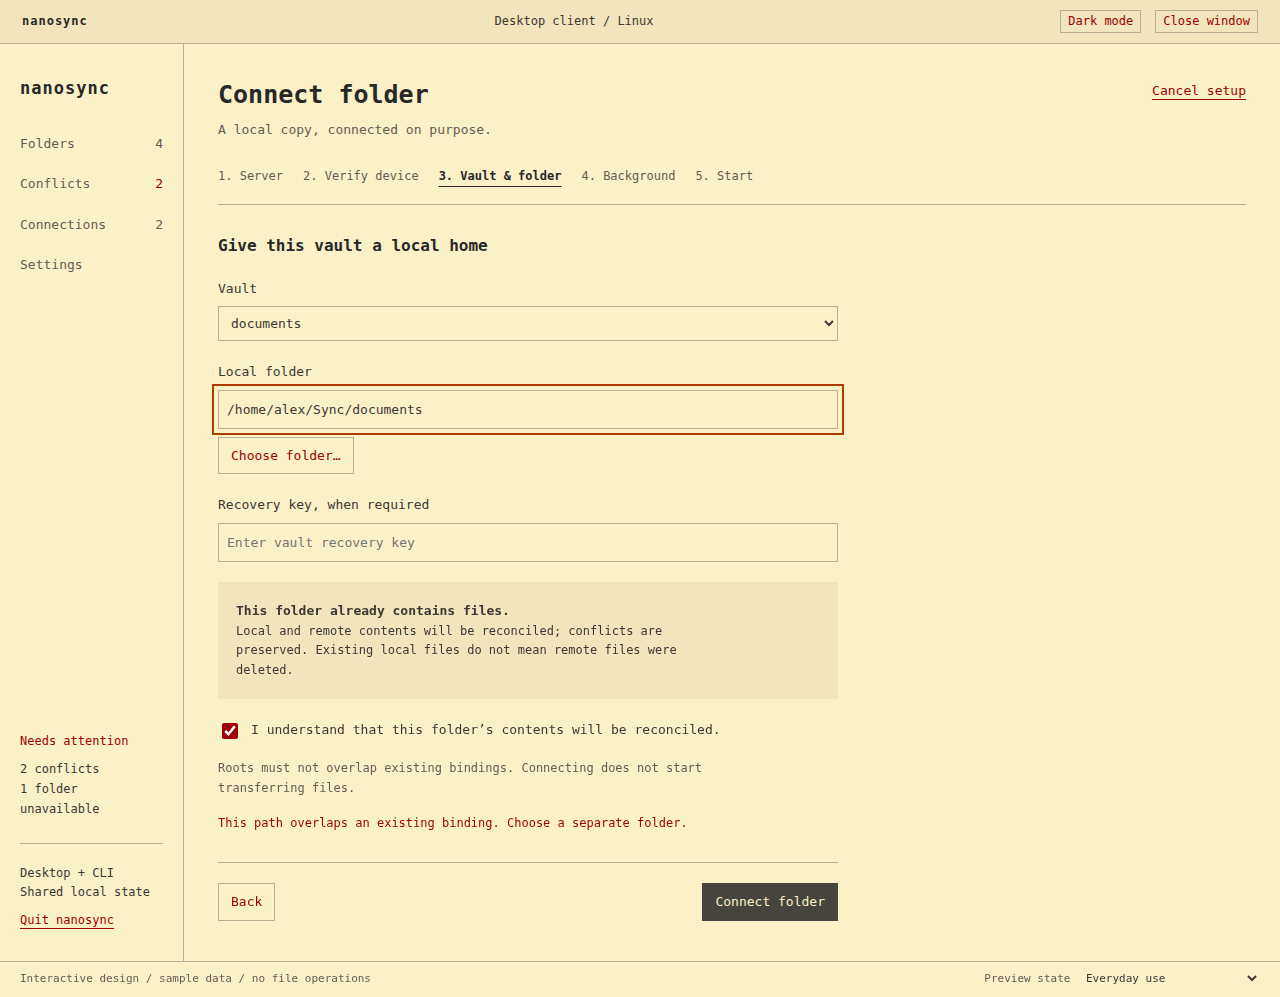 nanosync
Desktop client / Linux
Dark mode
Close window
nanosync
Folders 4
Conflicts 2
Connections 2
Settings
Needs attention
2 conflicts
1 folder
unavailable
Desktop + CLI
Shared local state
Quit nanosync
Connect folder
Cancel setup
A local copy, connected on purpose.
1. Server 2. Verify device 3. Vault & folder 4. Background 5. Start
Give this vault a local home
Vault
documents
Local folder
/home/alex/Sync/documents
Choose folder…
Recovery key, when required
Enter vault recovery key
This folder already contains files.
Local and remote contents will be reconciled; conflicts are
preserved. Existing local files do not mean remote files were
deleted.
I understand that this folder’s contents will be reconciled.
Roots must not overlap existing bindings. Connecting does not start
transferring files.
This path overlaps an existing binding. Choose a separate folder.
Back
Connect folder
Interactive design / sample data / no file operations
Preview state Everyday use